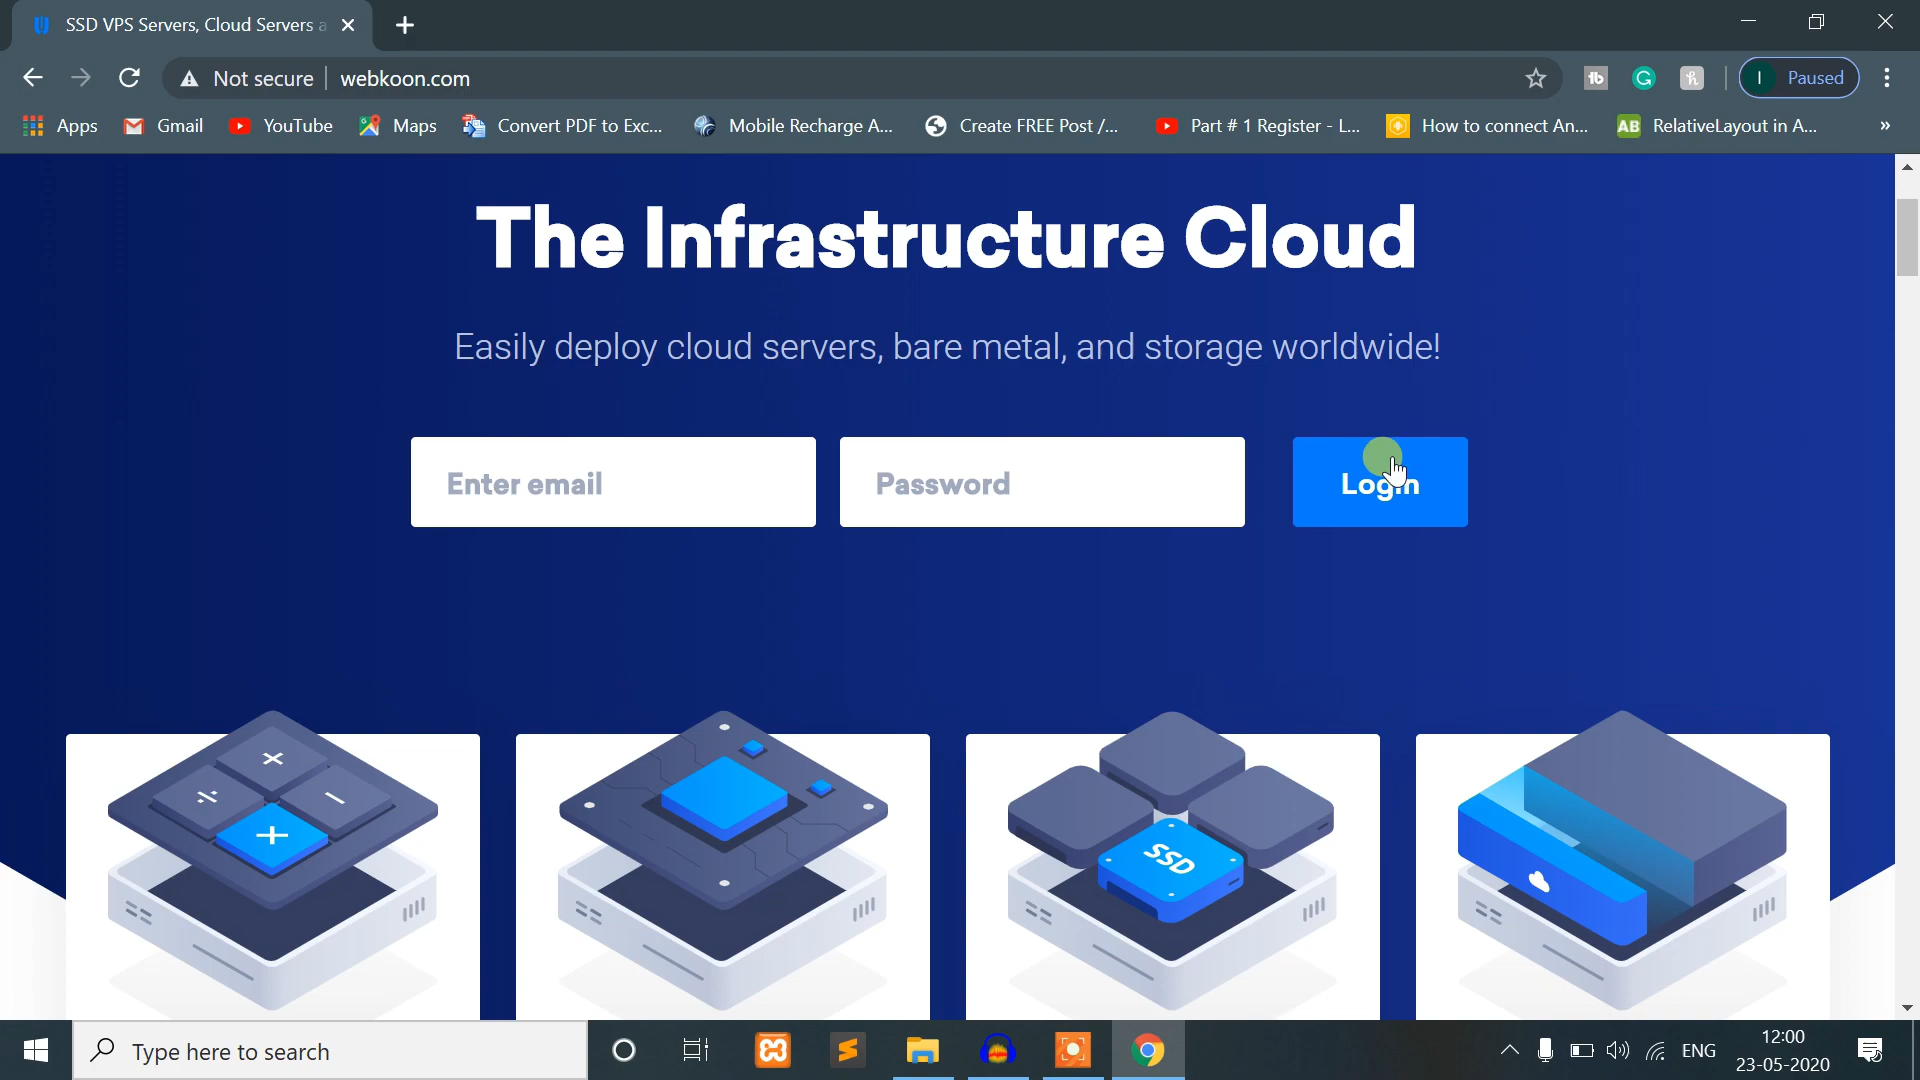 SSD VPS Servers, Cloud Servers a
Not secure webkoon.com
Paused
Apps Gmail YouTube Maps Convert PDF to Exc... Mobile Recharge A... Create FREE Post /... Part # 1 Register - L... How to connect An... AB RelativeLayout in A... »
The Infrastructure Cloud
Easily deploy cloud servers, bare metal, and storage worldwide!
Enter email Password Login
SSD
Type here to search
ENG
12:00
23-05-2020